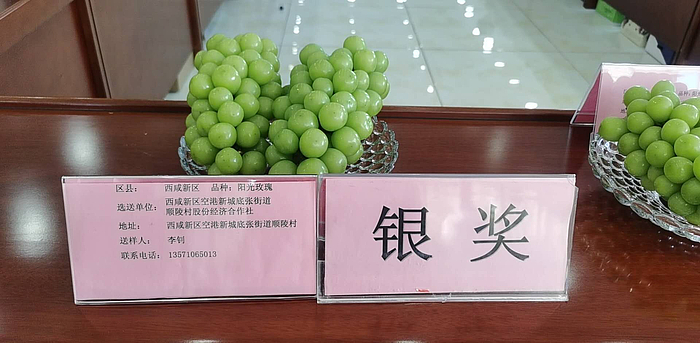 区县： 西咸新区 品种：阳光玫瑰
选送单位： 西咸新区空港新城底张街道
顺陵村股份经济合作社
地址： 西咸新区空港新城底张街道顺陵村
送样人： 李钊
联系电话： 13571065013
银 奖